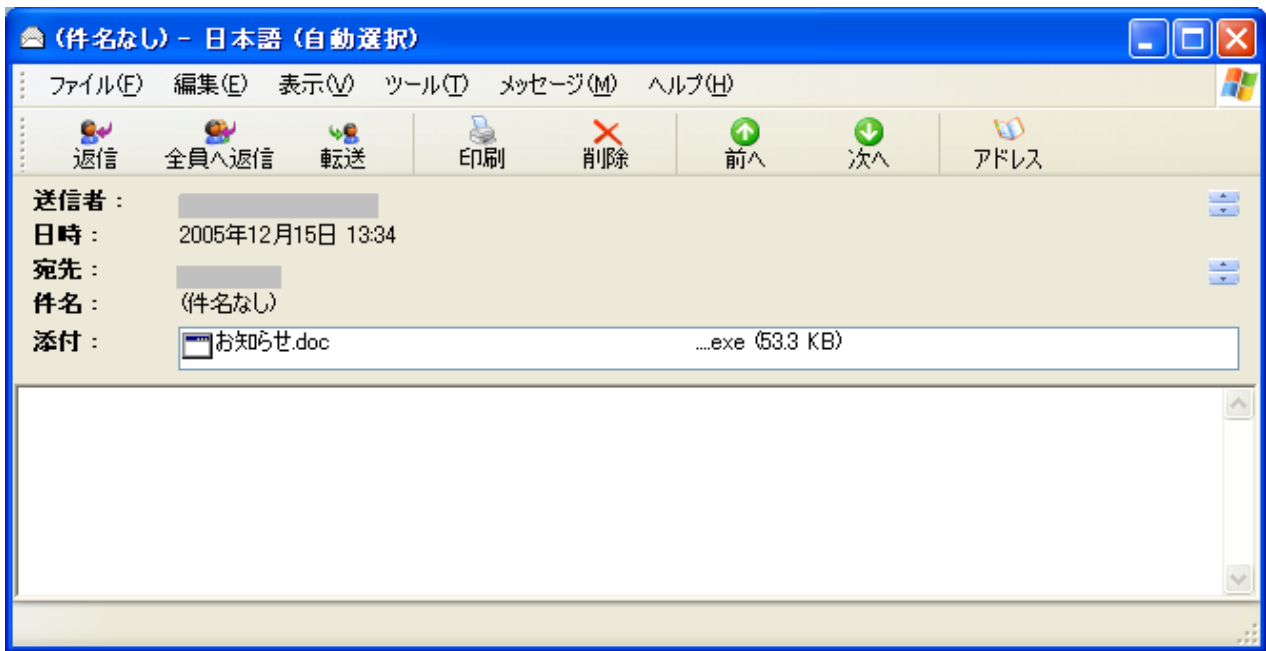 (件名なし) - 日本語 (自動選択)
ファイル(F) 編集(E) 表示(V) ツール(T) メッセージ(M) ヘルプ(H)
返信 全員へ返信 転送 印刷 削除 前へ 次へ アドレス
送信者：
日時： 2005年12月15日 13:34
宛先：
件名： (件名なし)
添付： お知らせ.doc ....exe (53.3 KB)